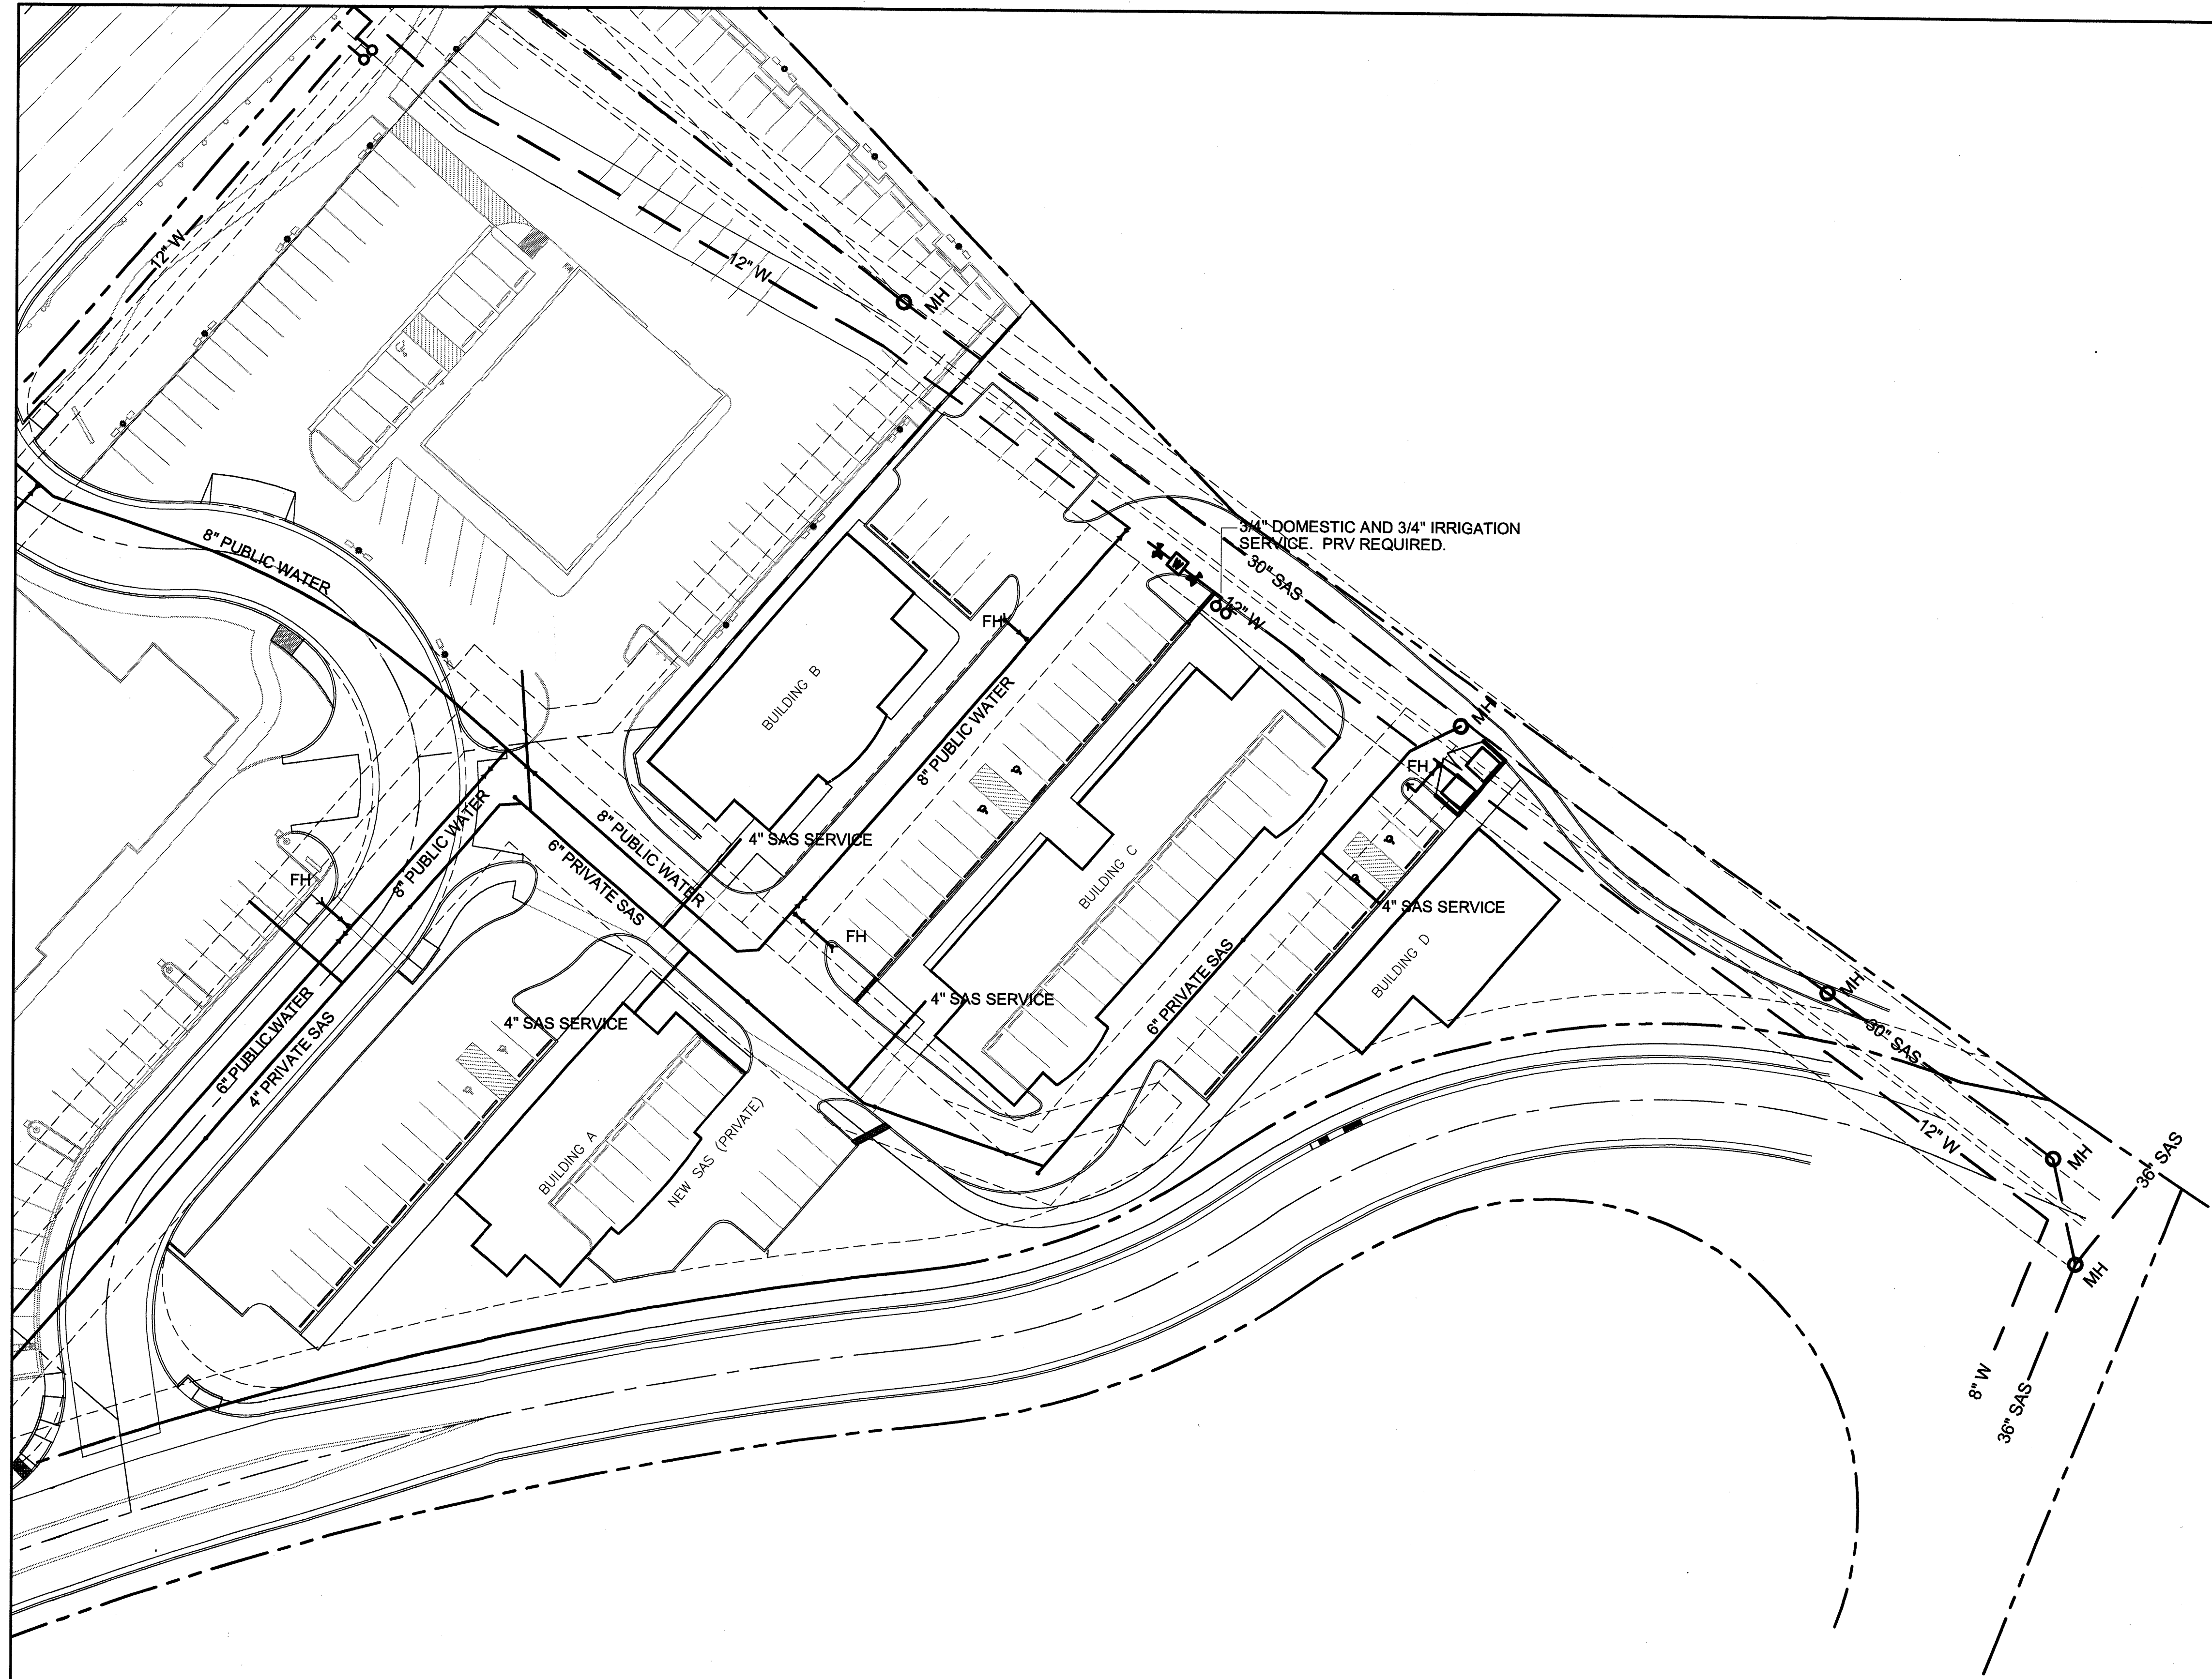 12" W
12" W
MH
3/4" DOMESTIC AND 3/4" IRRIGATION
SERVICE. PRV REQUIRED.
30" SAS
12" W
8" PUBLIC WATER
FH
BUILDING B
8" PUBLIC WATER
MH
FH
8" PUBLIC WATER
8" PUBLIC WATER
6" PRIVATE SAS
4" SAS SERVICE
BUILDING C
FH
FH
4" SAS SERVICE
BUILDING D
4" SAS SERVICE
6" PRIVATE SAS
4" SAS SERVICE
6" PUBLIC WATER
4" PRIVATE SAS
BUILDING A
NEW SAS (PRIVATE)
MH
30" SAS
12" W
MH
36" SAS
MH
8" W
36" SAS